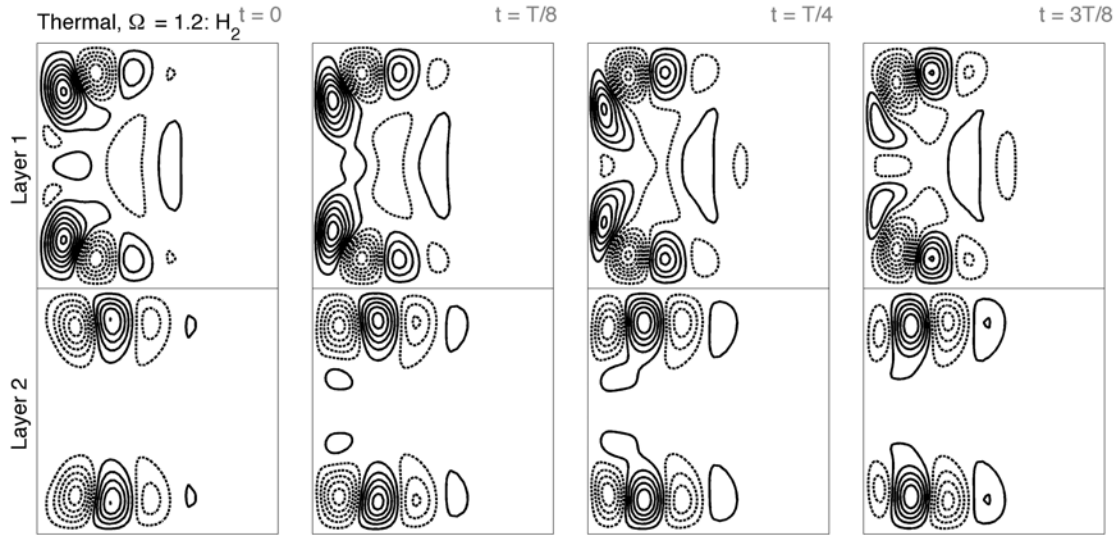 Thermal, Ω = 1.2: H₂
t = 0
t = T/8
t = T/4
t = 3T/8
Layer 1
Layer 2